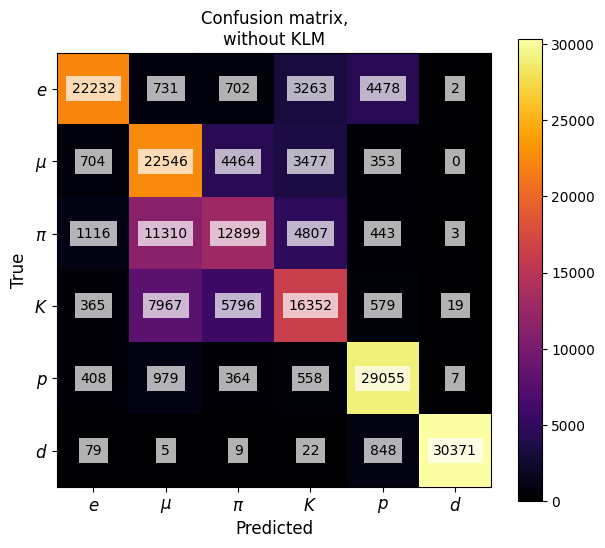 Confusion matrix,
without KLM
True
e 22232 731 702 3263 4478 2
μ 704 22546 4464 3477 353 0
π 1116 11310 12899 4807 443 3
K 365 7967 5796 16352 579 19
p 408 979 364 558 29055 7
d 79 5 9 22 848 30371
e μ π K p d
Predicted
30000
25000
20000
15000
10000
5000
0